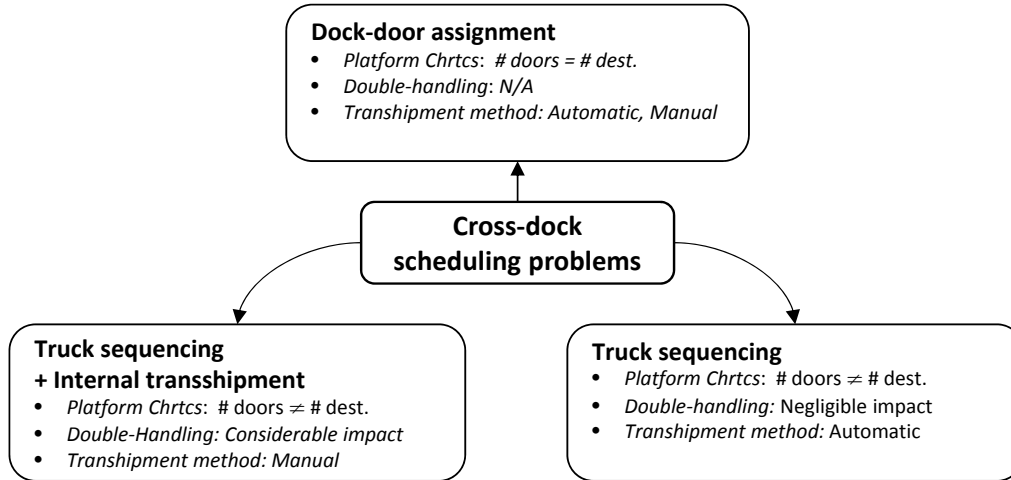 Dock-door assignment
• Platform Chrtcs: # doors = # dest.
• Double-handling: N/A
• Transhipment method: Automatic, Manual
Cross-dock
scheduling problems
Truck sequencing
+ Internal transshipment
• Platform Chrtcs: # doors ≠ # dest.
• Double-Handling: Considerable impact
• Transhipment method: Manual
Truck sequencing
• Platform Chrtcs: # doors ≠ # dest.
• Double-handling: Negligible impact
• Transhipment method: Automatic